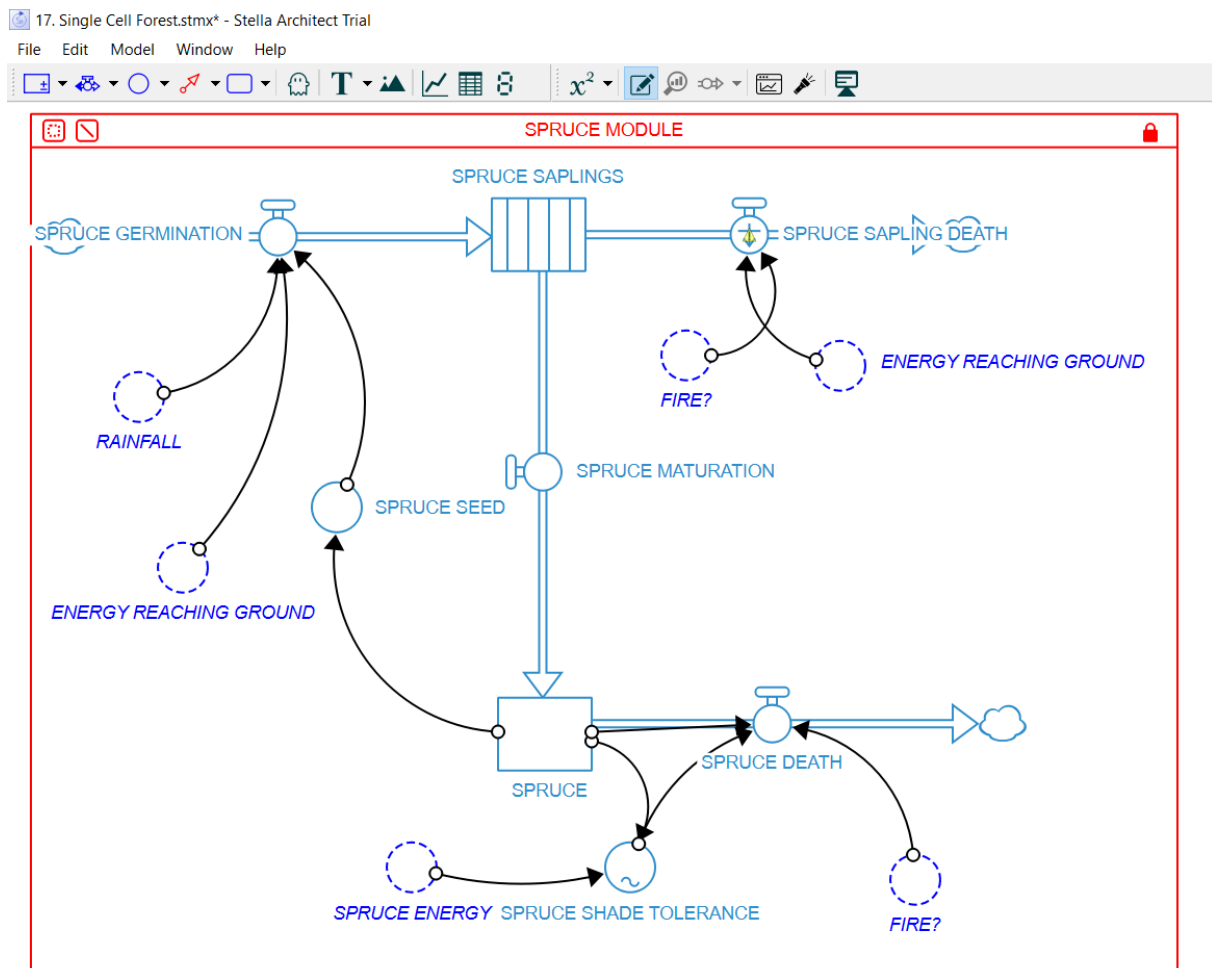 17. Single Cell Forest.stmx* - Stella Architect Trial
File Edit Model Window Help
T x²
SPRUCE MODULE
SPRUCE SAPLINGS
SPRUCE GERMINATION
SPRUCE SAPLING DEATH
ENERGY REACHING GROUND
FIRE?
RAINFALL
SPRUCE MATURATION
SPRUCE SEED
ENERGY REACHING GROUND
SPRUCE DEATH
SPRUCE
SPRUCE ENERGY SPRUCE SHADE TOLERANCE
FIRE?